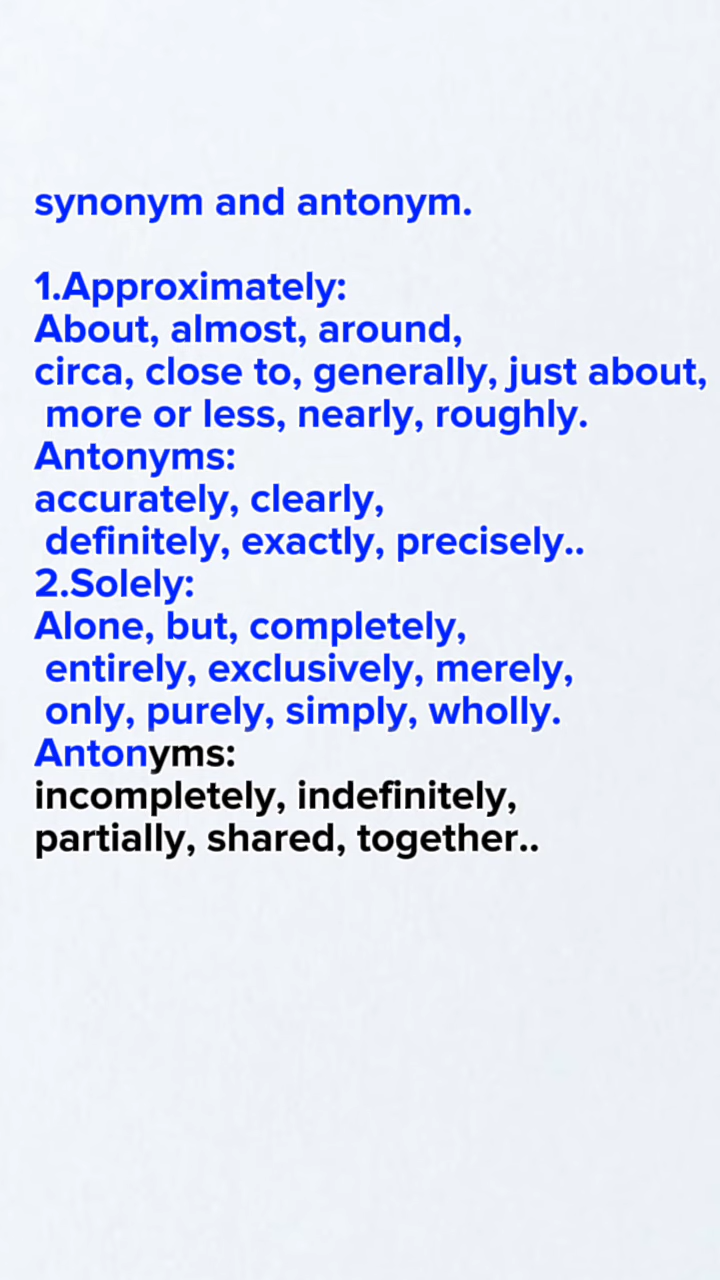 synonym and antonym.
1.Approximately:
About, almost, around,
circa, close to, generally, just about,
more or less, nearly, roughly.
Antonyms:
accurately, clearly,
definitely, exactly, precisely..
2.Solely:
Alone, but, completely,
entirely, exclusively, merely,
only, purely, simply, wholly.
Antonyms:
incompletely, indefinitely,
partially, shared, together..